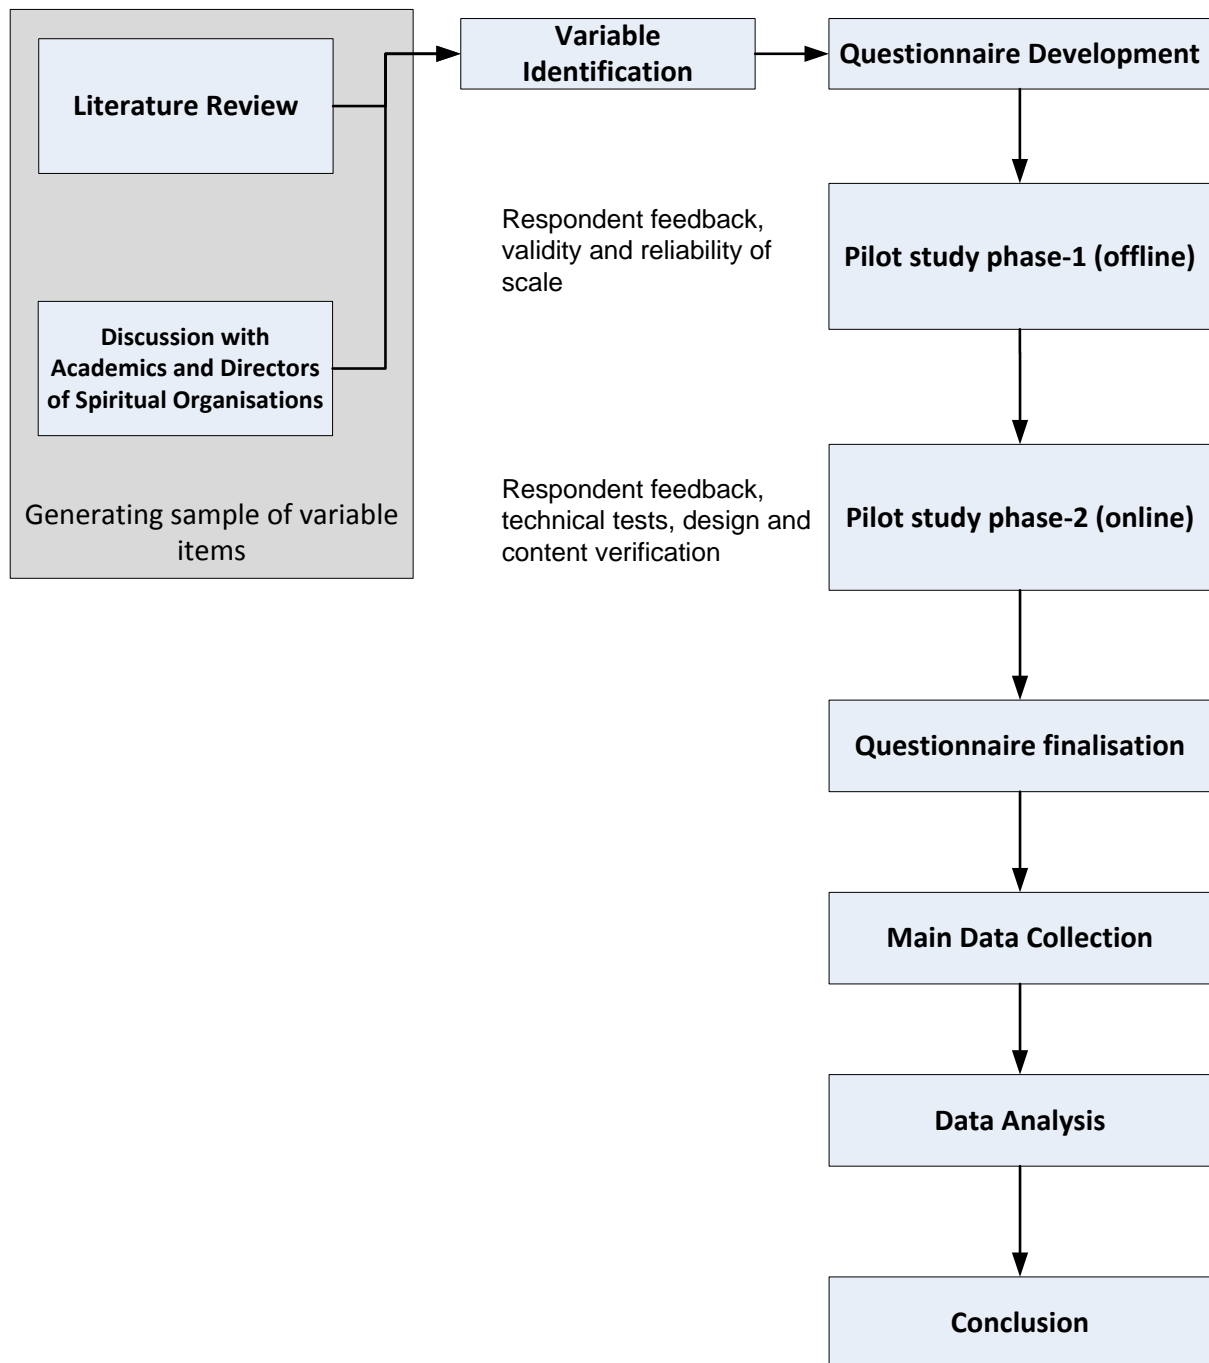 Literature Review
Discussion with
Academics and Directors
of Spiritual Organisations
Generating sample of variable
items
Variable
Identification
Questionnaire Development
Respondent feedback,
validity and reliability of
scale
Pilot study phase-1 (offline)
Respondent feedback,
technical tests, design and
content verification
Pilot study phase-2 (online)
Questionnaire finalisation
Main Data Collection
Data Analysis
Conclusion